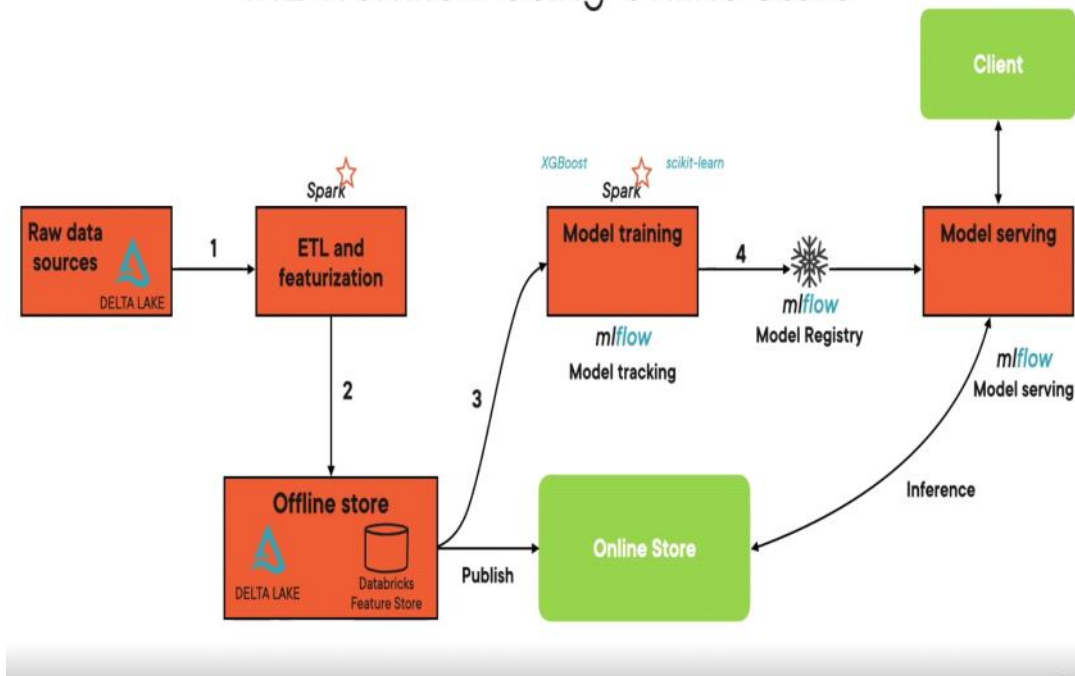 Client
XGBoost
Spark
scikit-learn
Spark
Raw data
sources
DELTA LAKE
1
ETL and
featurization
Model training
4
mlflow
Model Registry
Model serving
mlflow
Model tracking
mlflow
Model serving
2
3
Offline store
DELTA LAKE
Databricks
Feature Store
Publish
Online Store
Inference